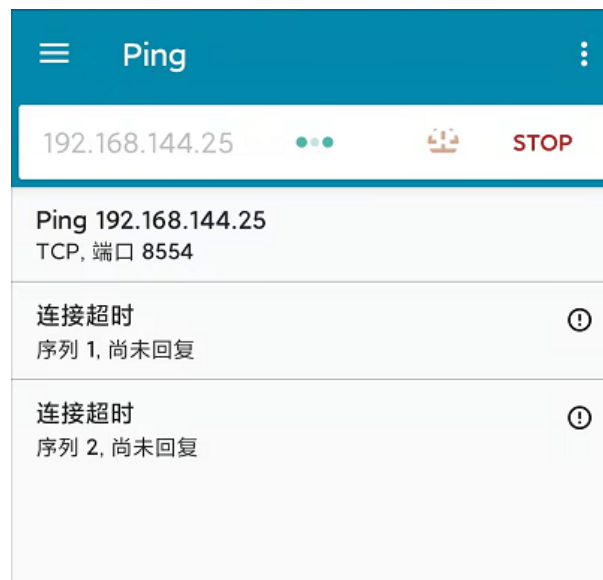 Ping
192.168.144.25
STOP
Ping 192.168.144.25
TCP, 端口 8554
连接超时
序列 1, 尚未回复
连接超时
序列 2, 尚未回复